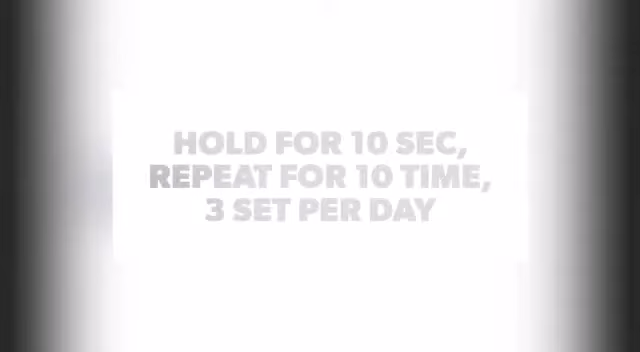 HOLD FOR 10 SEC,
REPEAT FOR 10 TIME,
3 SET PER DAY